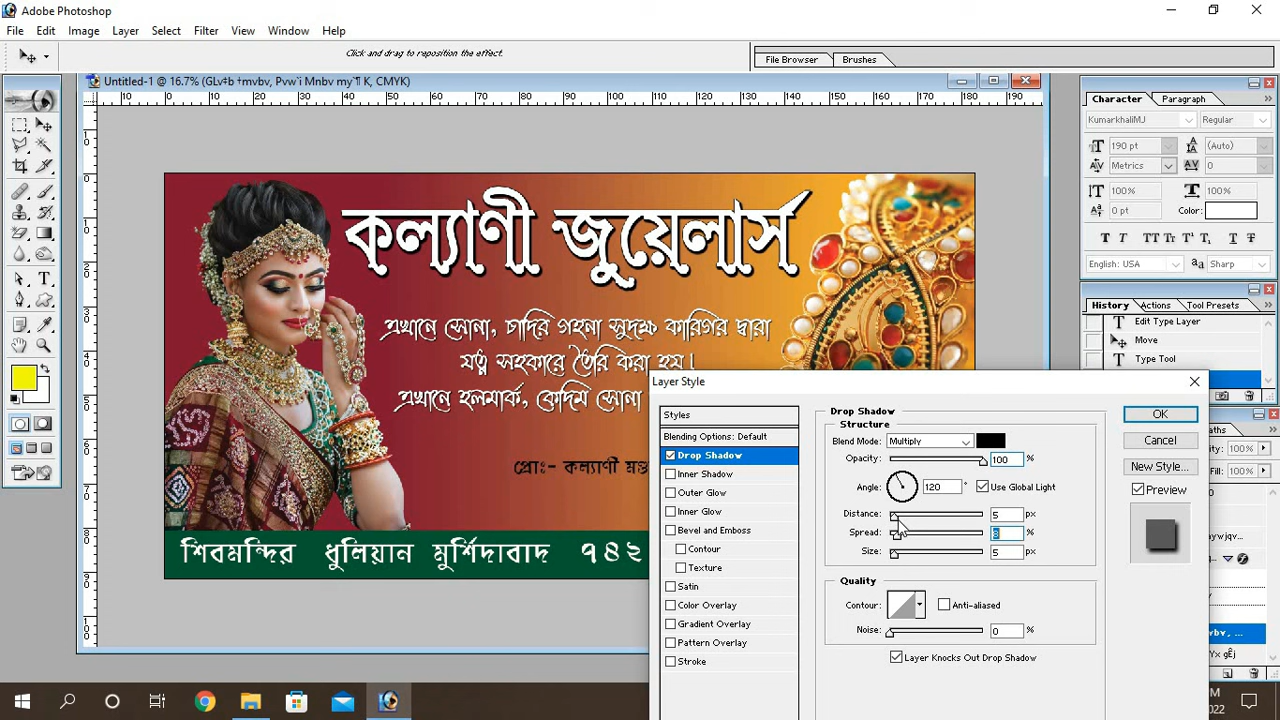 Adobe Photoshop
File Edit Image Layer Select Filter View Window Help
Click and drag to reposition the effect.
File Browser Brushes
Untitled-1 @ 16.7% (GLv‡b †mvbv, Pvw`i Mnbv my`¶ K, CMYK)
Character Paragraph
KumarkhaliMJ Regular
190 pt (Auto)
Metrics 0
100% 100%
0 pt Color:
English: USA Sharp
History Actions Tool Presets
Edit Type Layer
Move
Type Tool
কল্যাণী জুয়েলার্স
এখানে সোনা, চাদির গহনা সুদক্ষ কারিগর দ্বারা
যত্ন সহকারে তৈরি করা হয়।
এখানে হলমার্ক, কেদিম সোনা
প্রোঃ- কল্যাণী মণ্ড
শিবমন্দির ধুলিয়ান মুর্শিদাবাদ ৭৪২
Layer Style
Styles
Blending Options: Default
Drop Shadow
Inner Shadow
Outer Glow
Inner Glow
Bevel and Emboss
Contour
Texture
Satin
Color Overlay
Gradient Overlay
Pattern Overlay
Stroke
Drop Shadow
Structure
Blend Mode: Multiply
Opacity: 100 %
Angle: 120 ° Use Global Light
Distance: 5 px
Spread: %
Size: 5 px
Quality
Contour: Anti-aliased
Noise: 0 %
Layer Knocks Out Drop Shadow
OK
Cancel
New Style...
Preview
100%
100%
2022